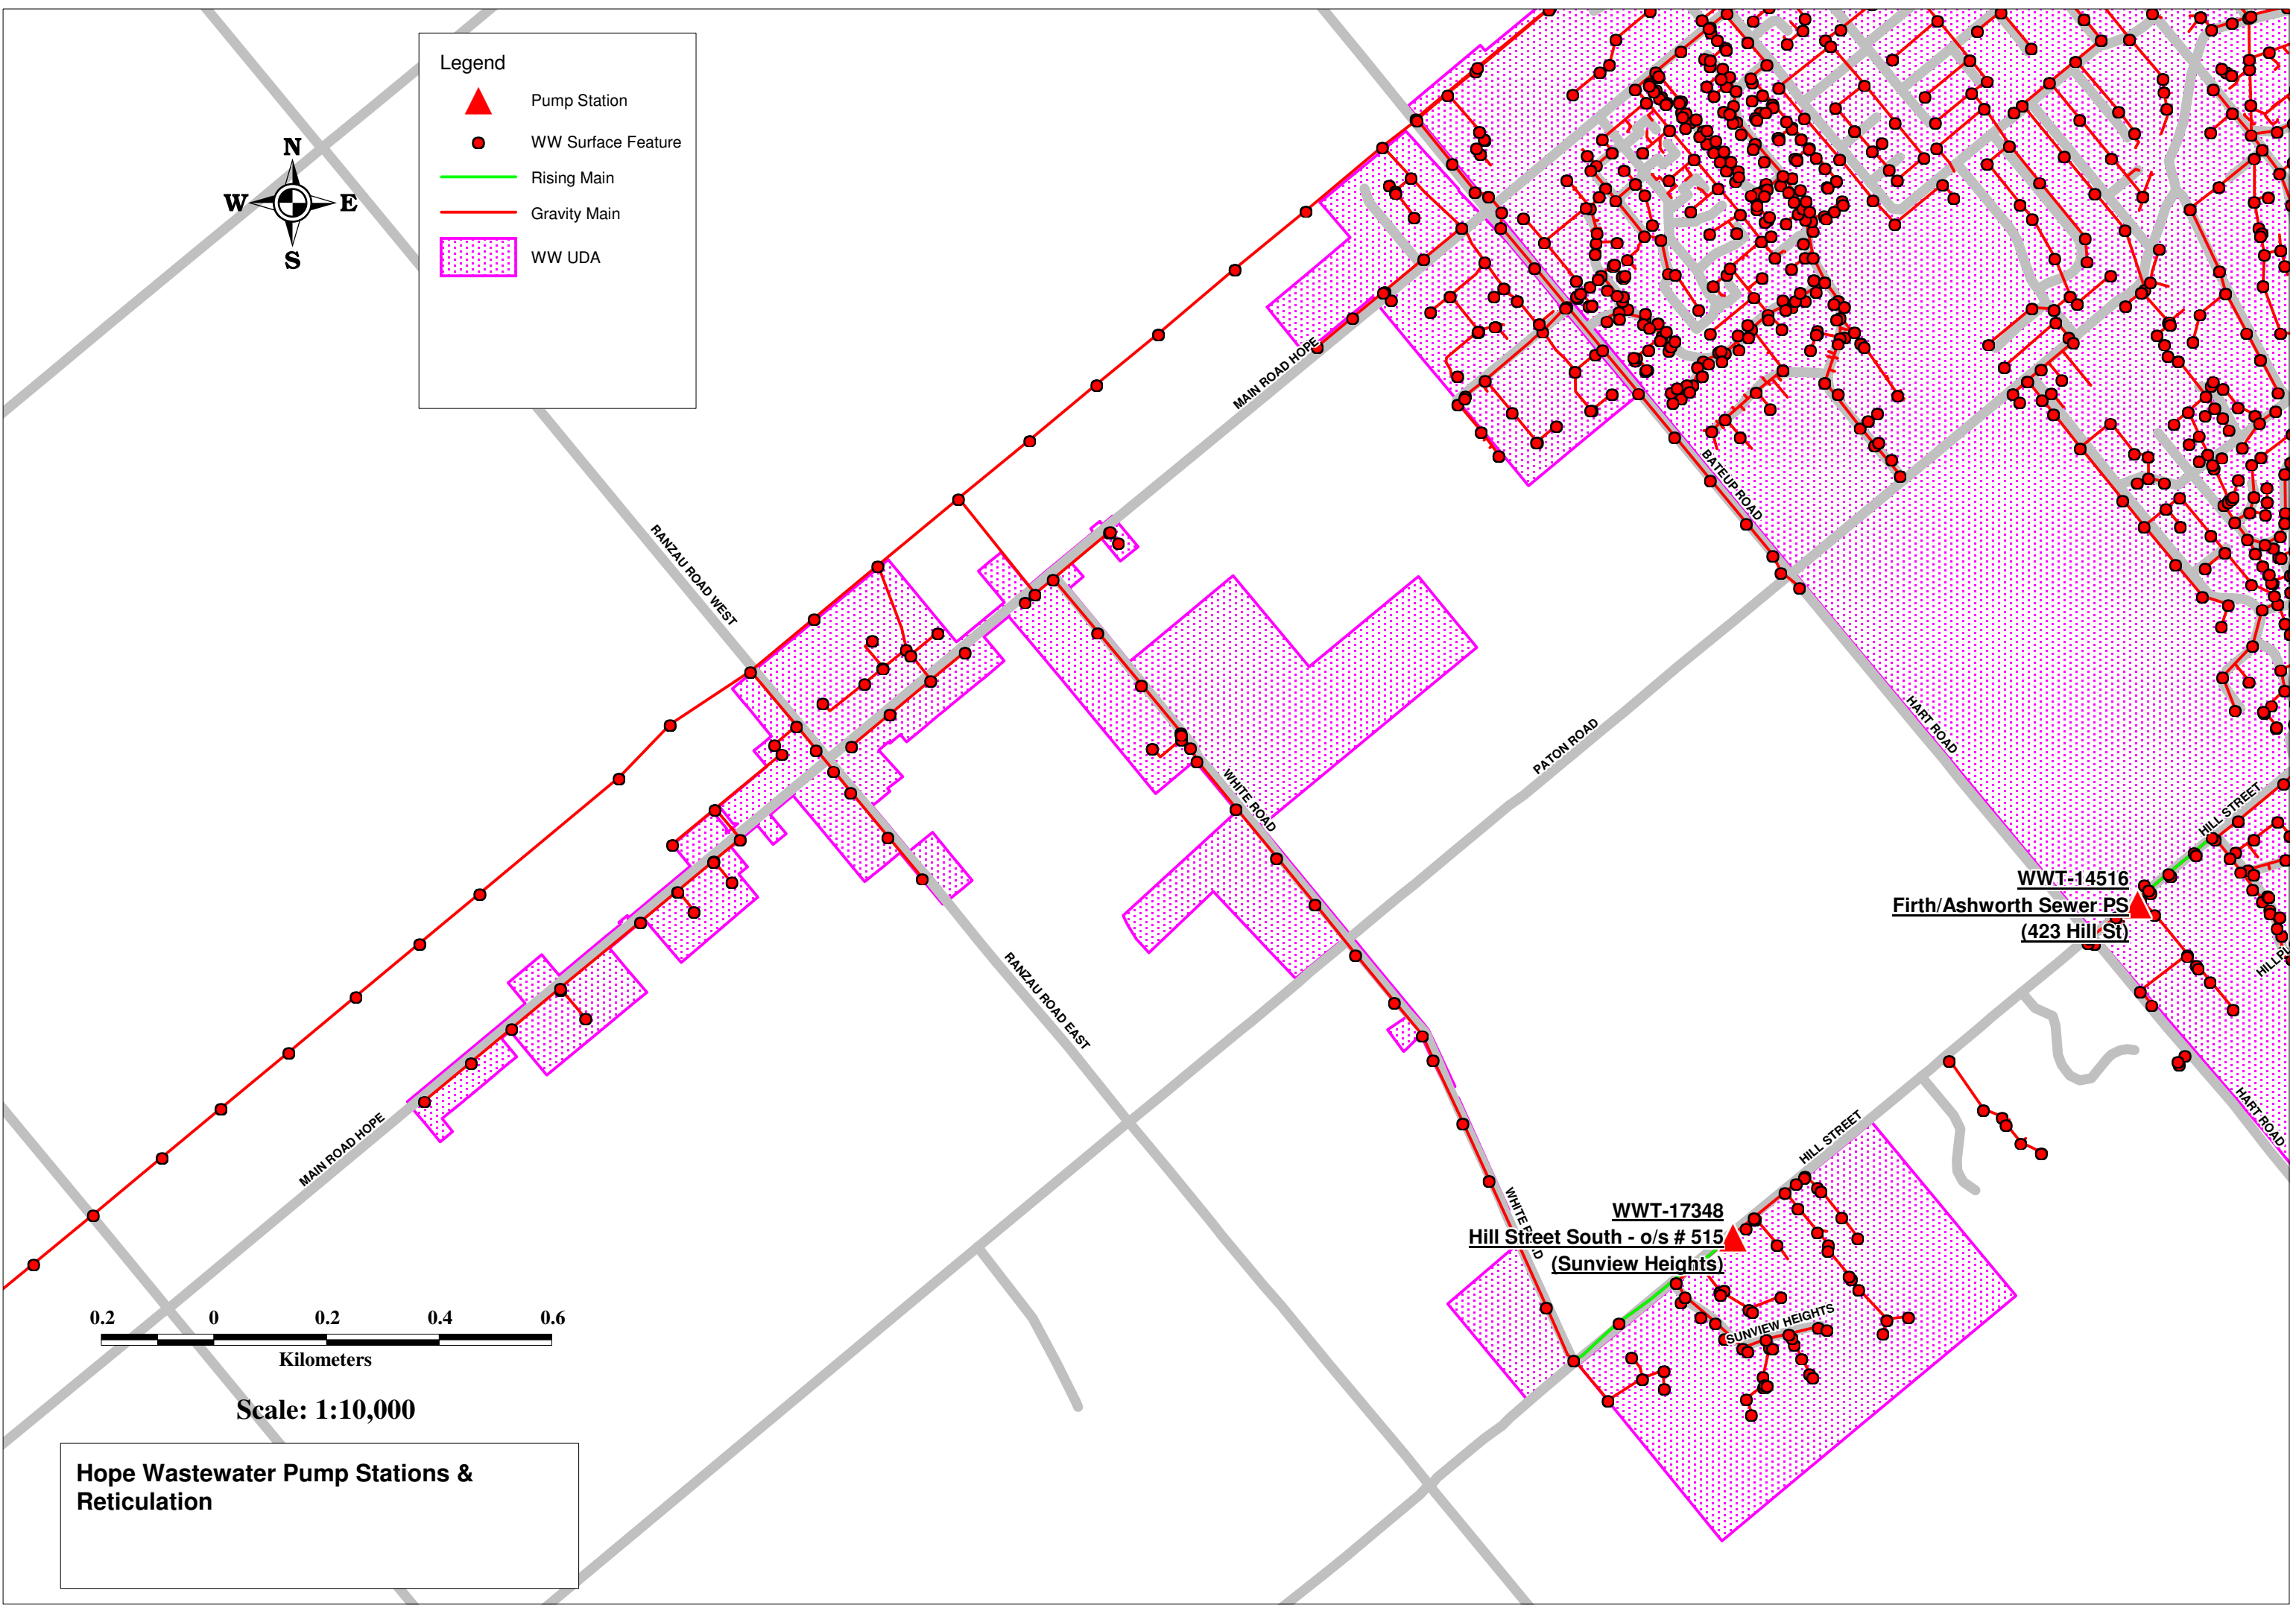 Legend
Pump Station
WW Surface Feature
Rising Main
Gravity Main
WW UDA
N
W E
S
MAIN ROAD HOPE
RANZAU ROAD WEST
BATEUP ROAD
HART ROAD
PATON ROAD
WHITE ROAD
HILL STREET
WWT-14516
Firth/Ashworth Sewer PS
(423 Hill St)
RANZAU ROAD EAST
MAIN ROAD HOPE
HART ROAD
HILL STREET
WWT-17348
Hill Street South - o/s # 515
(Sunview Heights)
SUNVIEW HEIGHTS
0.2 0 0.2 0.4 0.6
Kilometers
Scale: 1:10,000
Hope Wastewater Pump Stations &
Reticulation